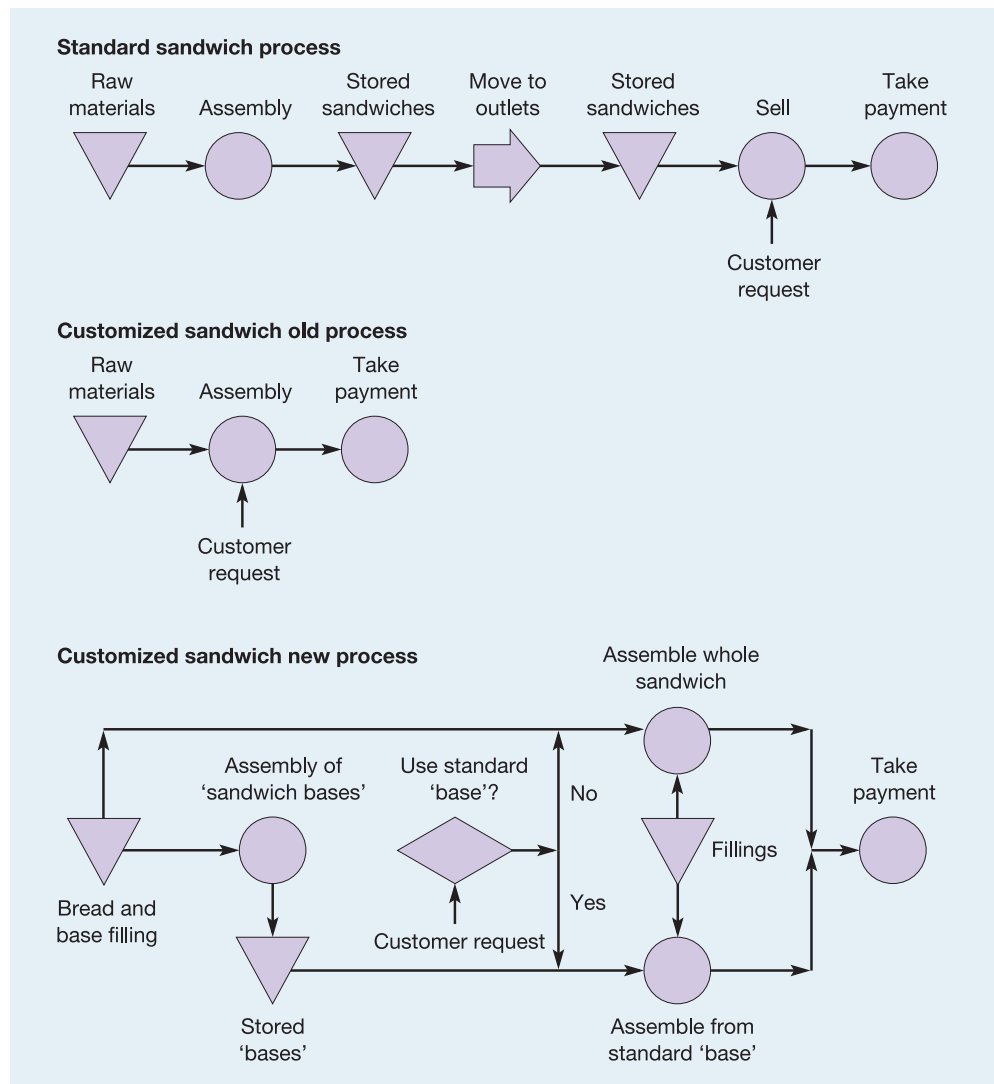 Standard sandwich process
Raw
materials
Assembly
Stored
sandwiches
Move to
outlets
Stored
sandwiches
Sell
Take
payment
Customer
request
Customized sandwich old process
Raw
materials
Assembly
Take
payment
Customer
request
Customized sandwich new process
Assemble whole
sandwich
Assembly of
‘sandwich bases’
Use standard
‘base’?
Take
payment
No
Fillings
Yes
Bread and
base filling
Customer request
Stored
‘bases’
Assemble from
standard ‘base’